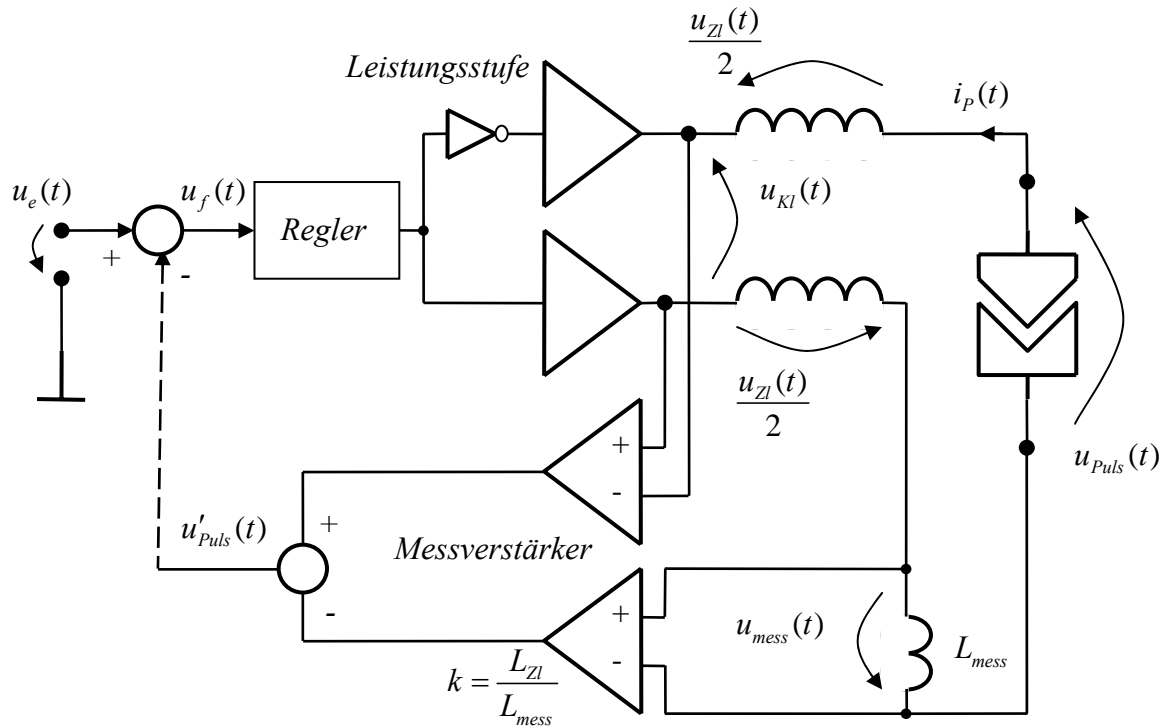 u_Zl(t)/2
Leistungsstufe
i_P(t)
u_e(t)
u_f(t)
u_Kl(t)
Regler
+
-
u_Zl(t)/2
u_Puls(t)
+
-
u'_Puls(t)
+
Messverstärker
-
+
-
u_mess(t)
L_mess
k = L_Zl/L_mess